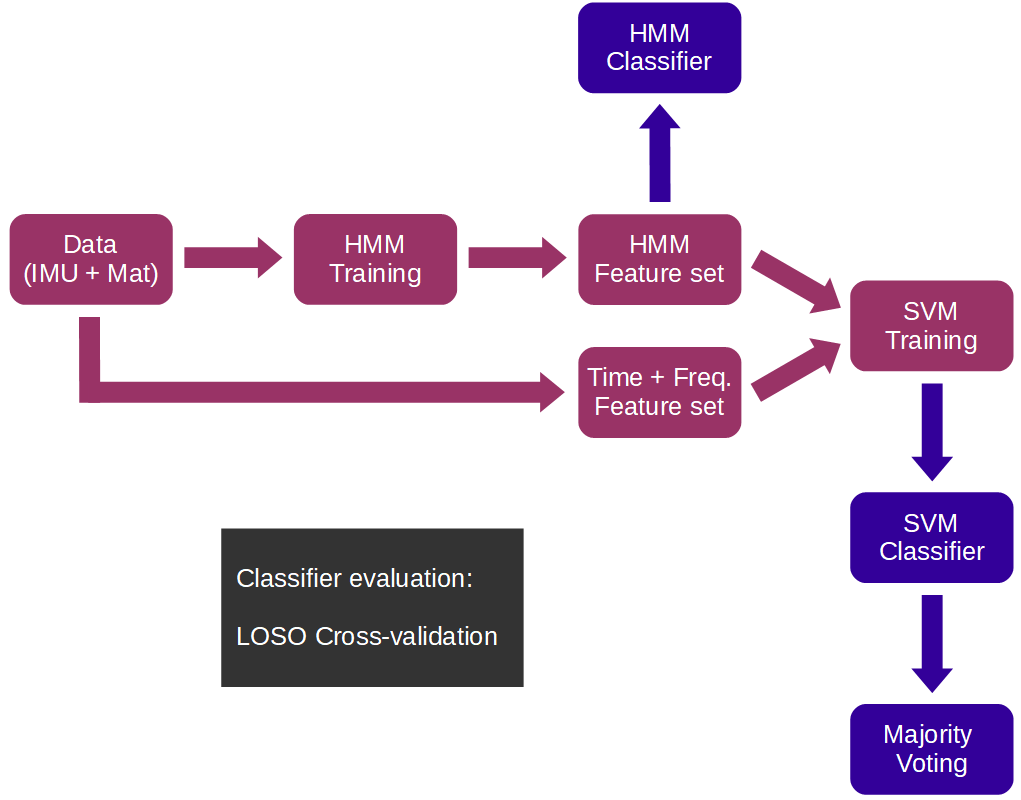 HMM
Classifier
Data
(IMU + Mat)
HMM
Training
HMM
Feature set
SVM
Training
Time + Freq.
Feature set
SVM
Classifier
Classifier evaluation:
LOSO Cross-validation
Majority
Voting